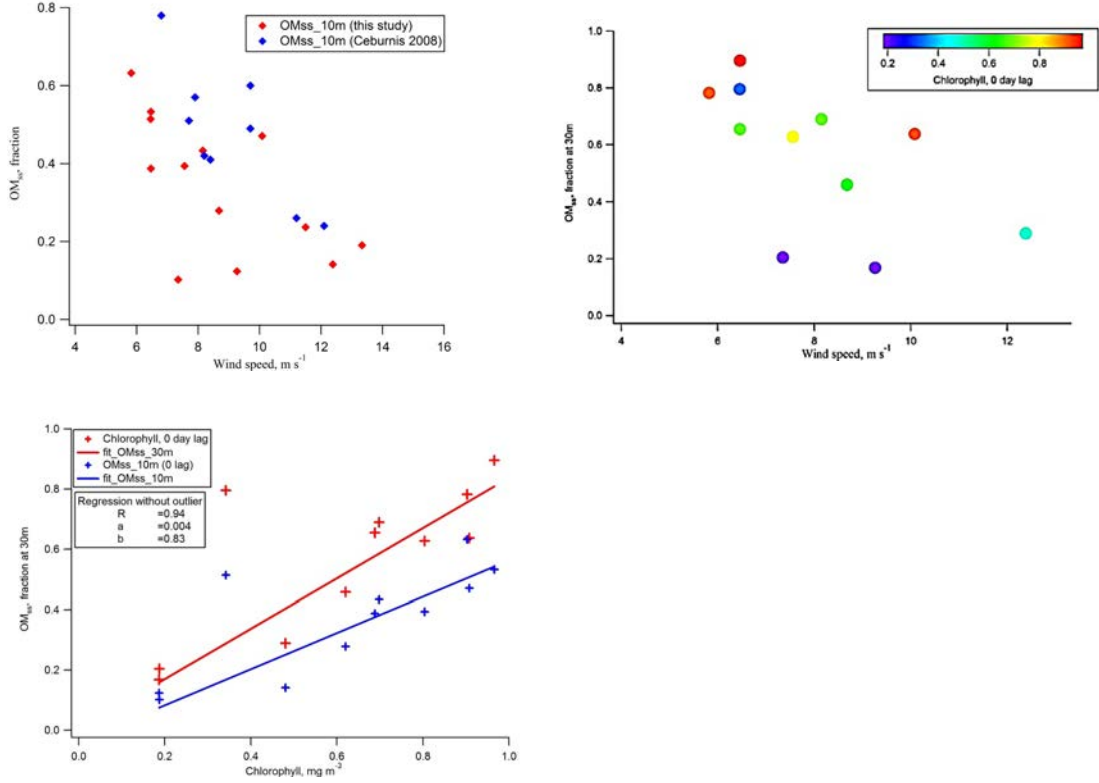 0.8
0.6
0.4
0.2
0.0
OMss, fraction
OMss_10m (this study)
OMss_10m (Ceburnis 2008)
4 6 8 10 12 14 16
Wind speed, m s⁻¹
1.0
0.8
0.6
0.4
0.2
0.0
OMss, fraction at 30m
0.2 0.4 0.6 0.8
Chlorophyll, 0 day lag
4 6 8 10 12
Wind speed, m s⁻¹
1.0
0.8
0.6
0.4
0.2
0.0
OMss, fraction at 30m
Chlorophyll, 0 day lag
fit_OMss_30m
OMss_10m (0 lag)
fit_OMss_10m
Regression without outlier
R =0.94
a =0.004
b =0.83
0.0 0.2 0.4 0.6 0.8 1.0
Chlorophyll, mg m⁻³